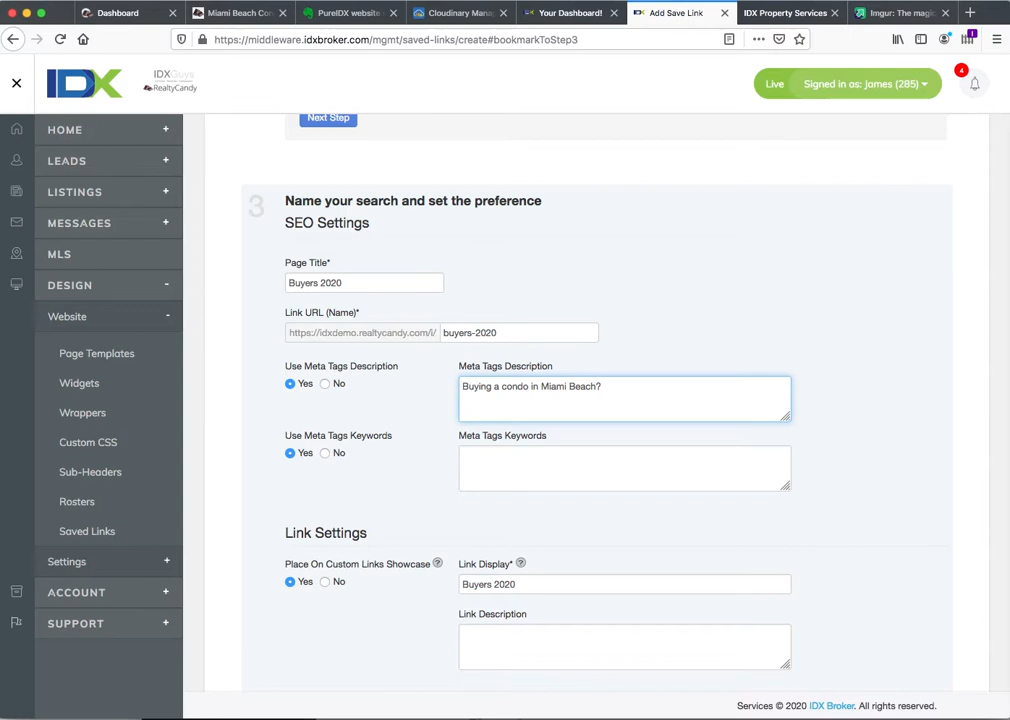 Dashboard
Miami Beach Con
PureIDX website
Cloudinary Mana
Your Dashboard!
Add Save Link
IDX Property Services
Imgur: The magic
https://middleware.idxbroker.com/mgmt/saved-links/create#bookmarkToStep3
IDX
IDXGuys
RealtyCandy
Live
Signed in as: James (285)
4
HOME
LEADS
LISTINGS
MESSAGES
MLS
DESIGN
Website
Page Templates
Widgets
Wrappers
Custom CSS
Sub-Headers
Rosters
Saved Links
Settings
ACCOUNT
SUPPORT
Next Step
3
Name your search and set the preference
SEO Settings
Page Title*
Buyers 2020
Link URL (Name)*
https://idxdemo.realtycandy.com/i/ buyers-2020
Use Meta Tags Description
Yes No
Meta Tags Description
Buying a condo in Miami Beach?
Use Meta Tags Keywords
Yes No
Meta Tags Keywords
Link Settings
Place On Custom Links Showcase ?
Yes No
Link Display* ?
Buyers 2020
Link Description
Services © 2020 IDX Broker. All rights reserved.